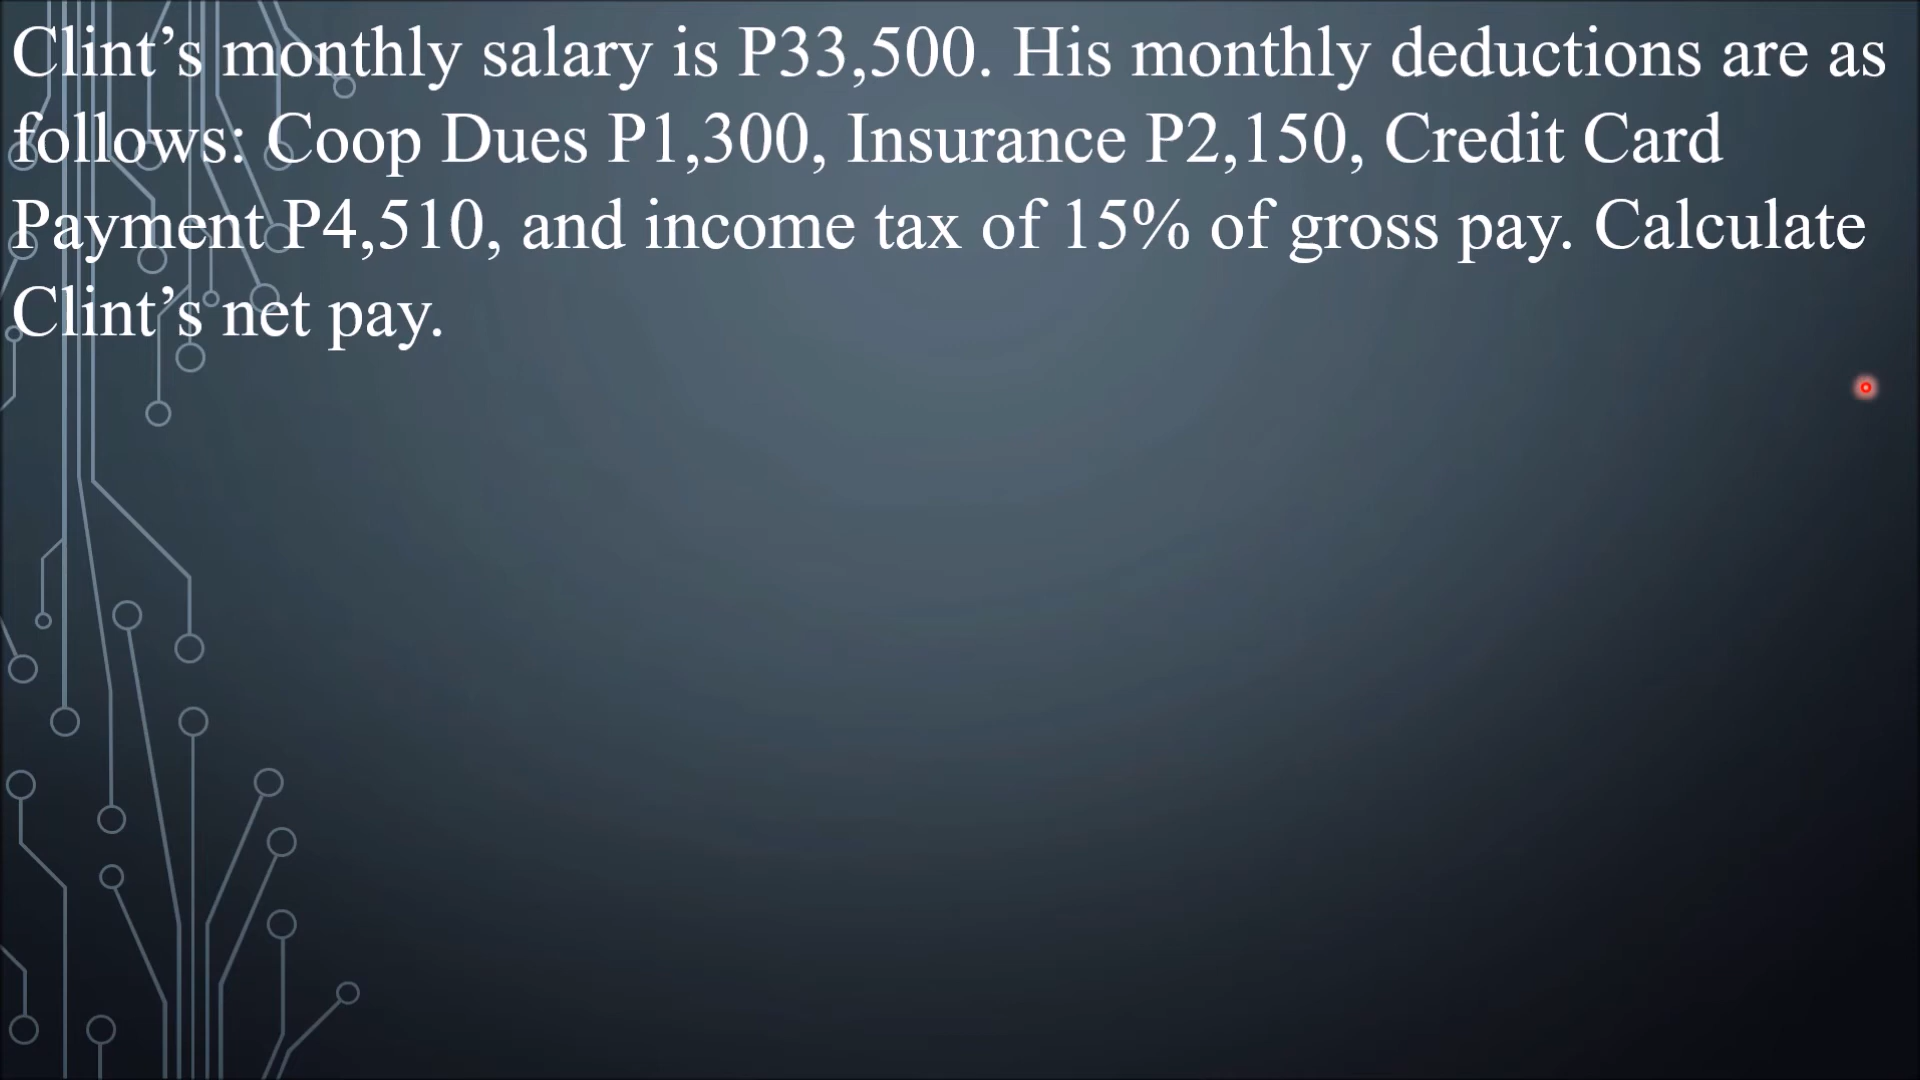 Clint’s monthly salary is P33,500. His monthly deductions are as
follows: Coop Dues P1,300, Insurance P2,150, Credit Card
Payment P4,510, and income tax of 15% of gross pay. Calculate
Clint’s net pay.